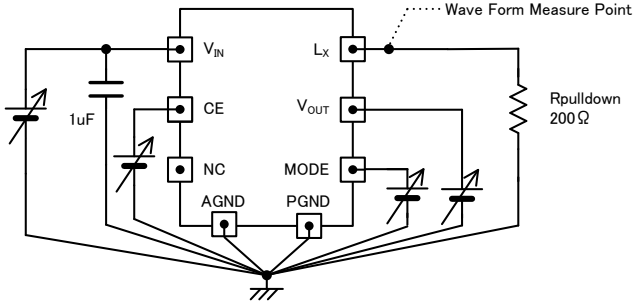 Wave Form Measure Point
VIN
LX
1uF
CE
VOUT
Rpulldown
200Ω
NC
MODE
AGND
PGND